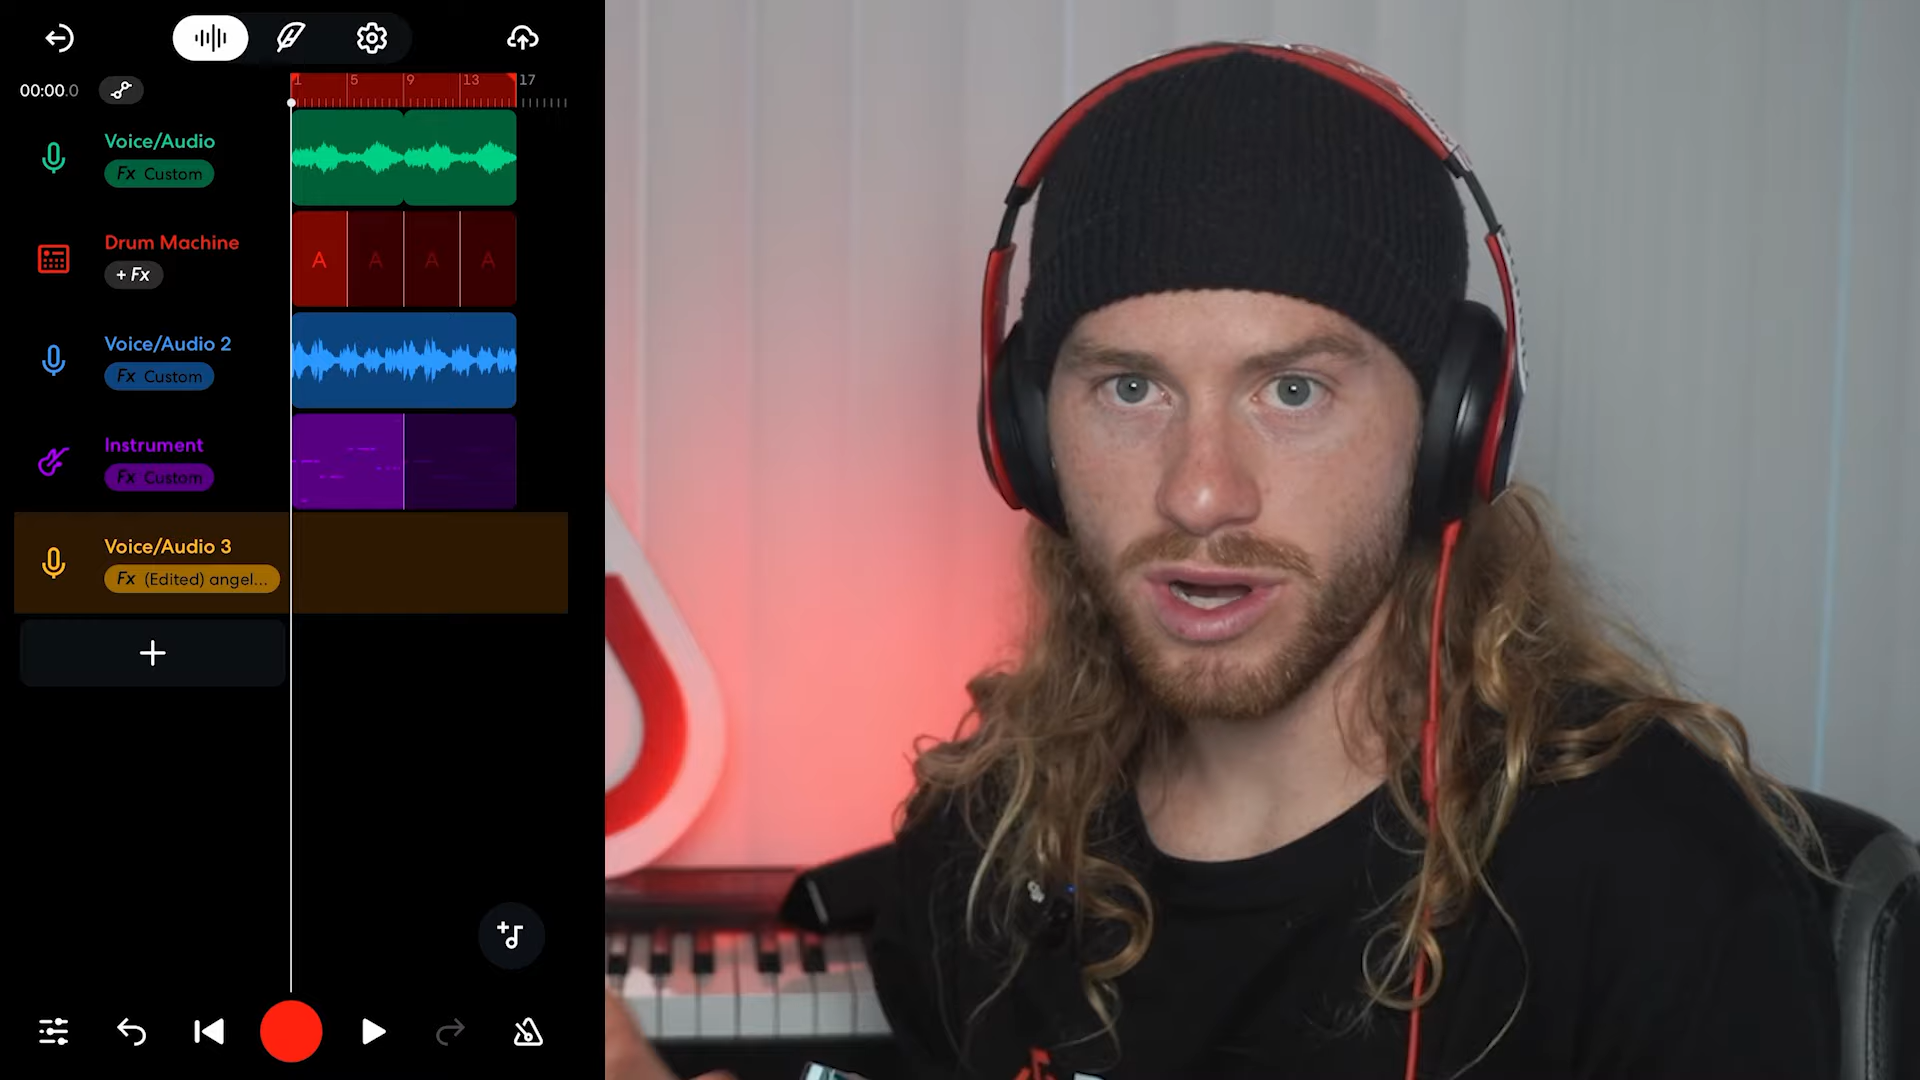 00:00.0
1 5 9 13 17
Voice/Audio
Fx Custom
Drum Machine
+ Fx
A A A A
Voice/Audio 2
Fx Custom
Instrument
Fx Custom
Voice/Audio 3
Fx (Edited) angel...